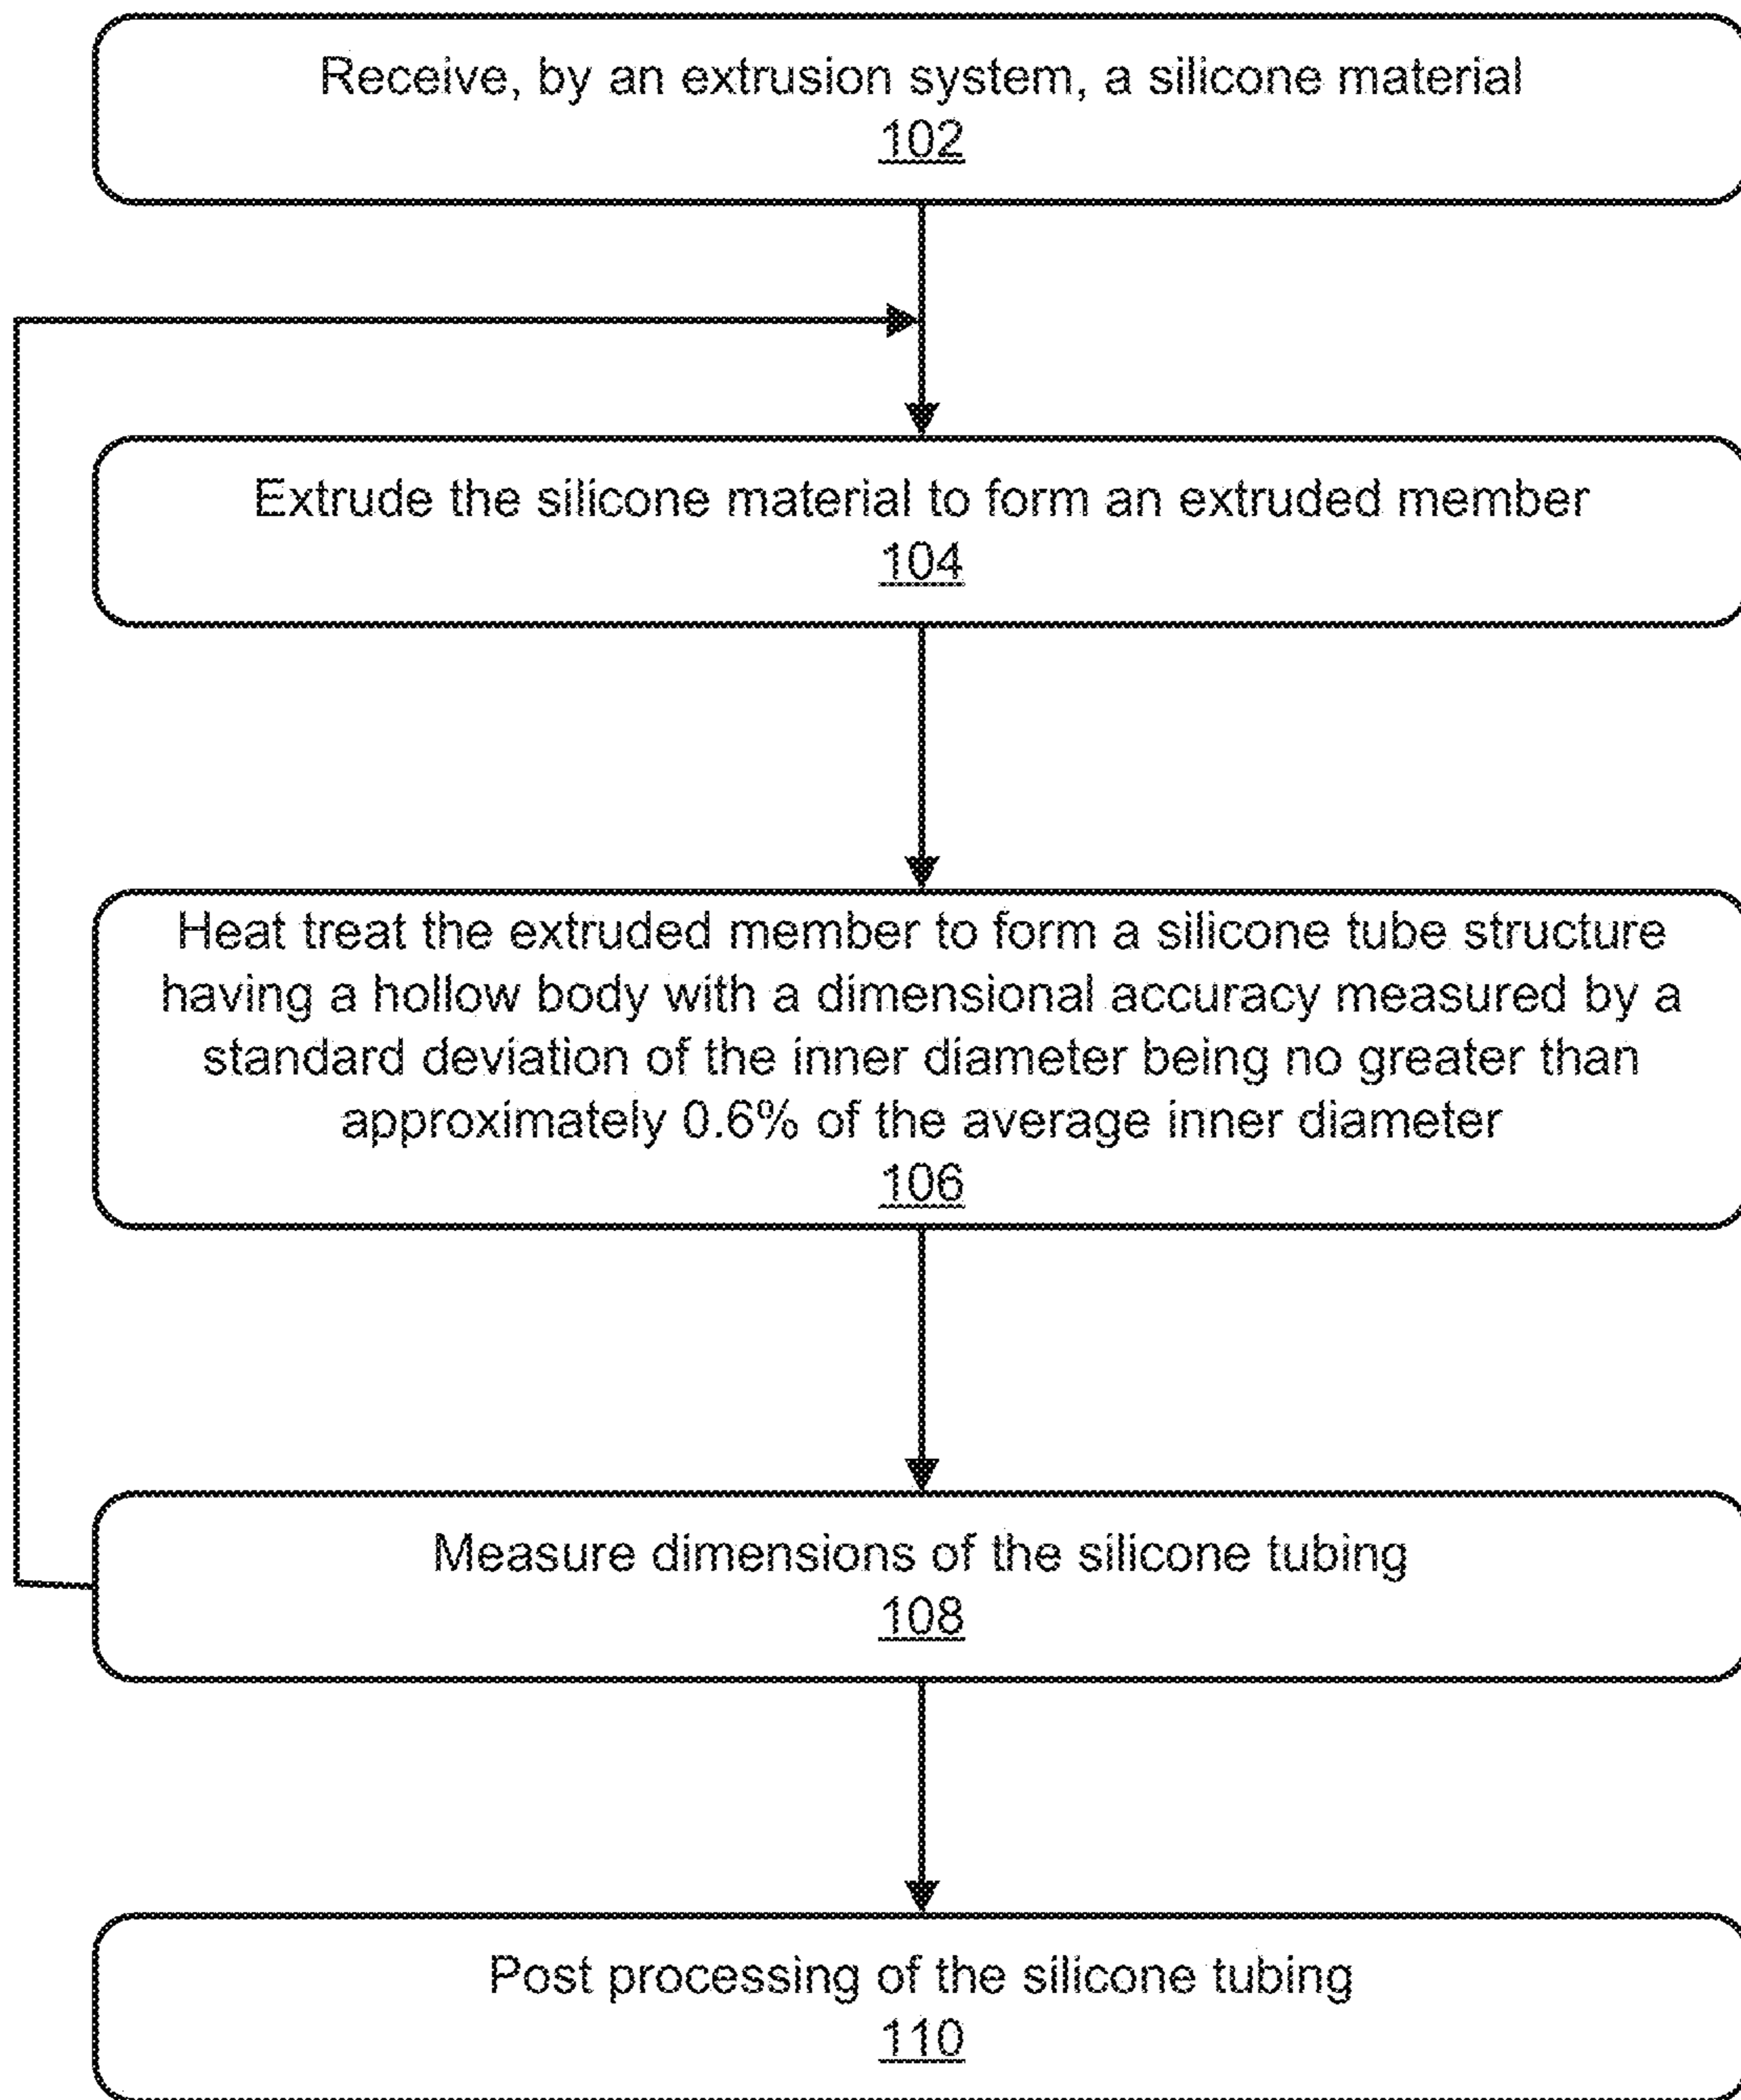 Receive, by an extrusion system, a silicone material
102
Extrude the silicone material to form an extruded member
104
Heat treat the extruded member to form a silicone tube structure
having a hollow body with a dimensional accuracy measured by a
standard deviation of the inner diameter being no greater than
approximately 0.6% of the average inner diameter
106
Measure dimensions of the silicone tubing
108
Post processing of the silicone tubing
110